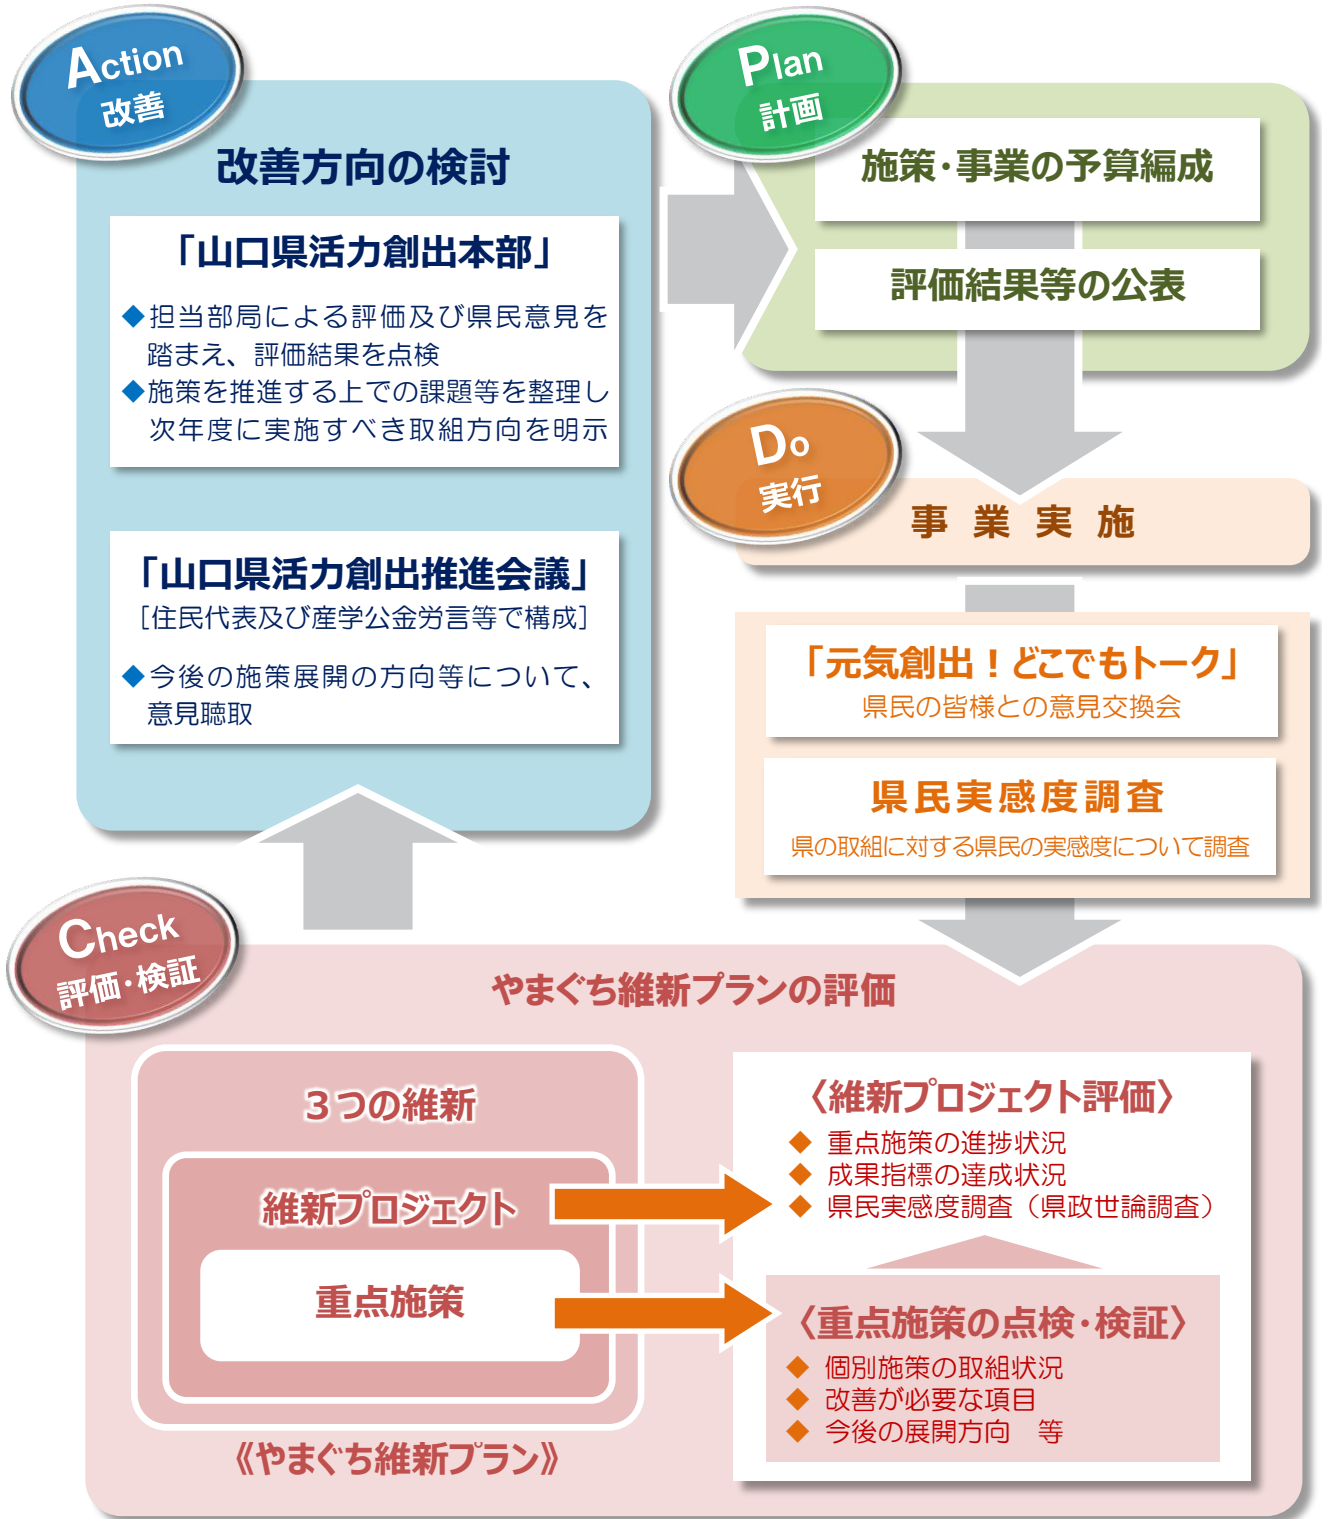 Action
改善
改善方向の検討
「山口県活力創出本部」
◆担当部局による評価及び県民意見を
踏まえ、評価結果を点検
◆施策を推進する上での課題等を整理し
次年度に実施すべき取組方向を明示
「山口県活力創出推進会議」
［住民代表及び産学公金労言等で構成］
◆今後の施策展開の方向等について、
意見聴取
Plan
計画
施策・事業の予算編成
評価結果等の公表
Do
実行
事業実施
「元気創出！どこでもトーク」
県民の皆様との意見交換会
県民実感度調査
県の取組に対する県民の実感度について調査
Check
評価・検証
やまぐち維新プランの評価
３つの維新
維新プロジェクト
重点施策
《やまぐち維新プラン》
〈維新プロジェクト評価〉
◆ 重点施策の進捗状況
◆ 成果指標の達成状況
◆ 県民実感度調査（県政世論調査）
〈重点施策の点検・検証〉
◆ 個別施策の取組状況
◆ 改善が必要な項目
◆ 今後の展開方向　等